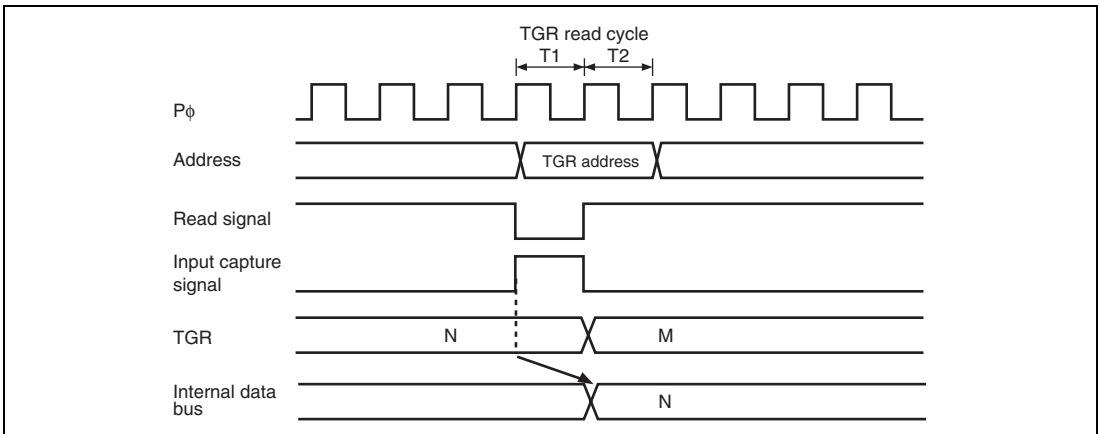 TGR read cycle
T1 T2
Pϕ
Address
TGR address
Read signal
Input capture
signal
TGR
N
M
Internal data
bus
N